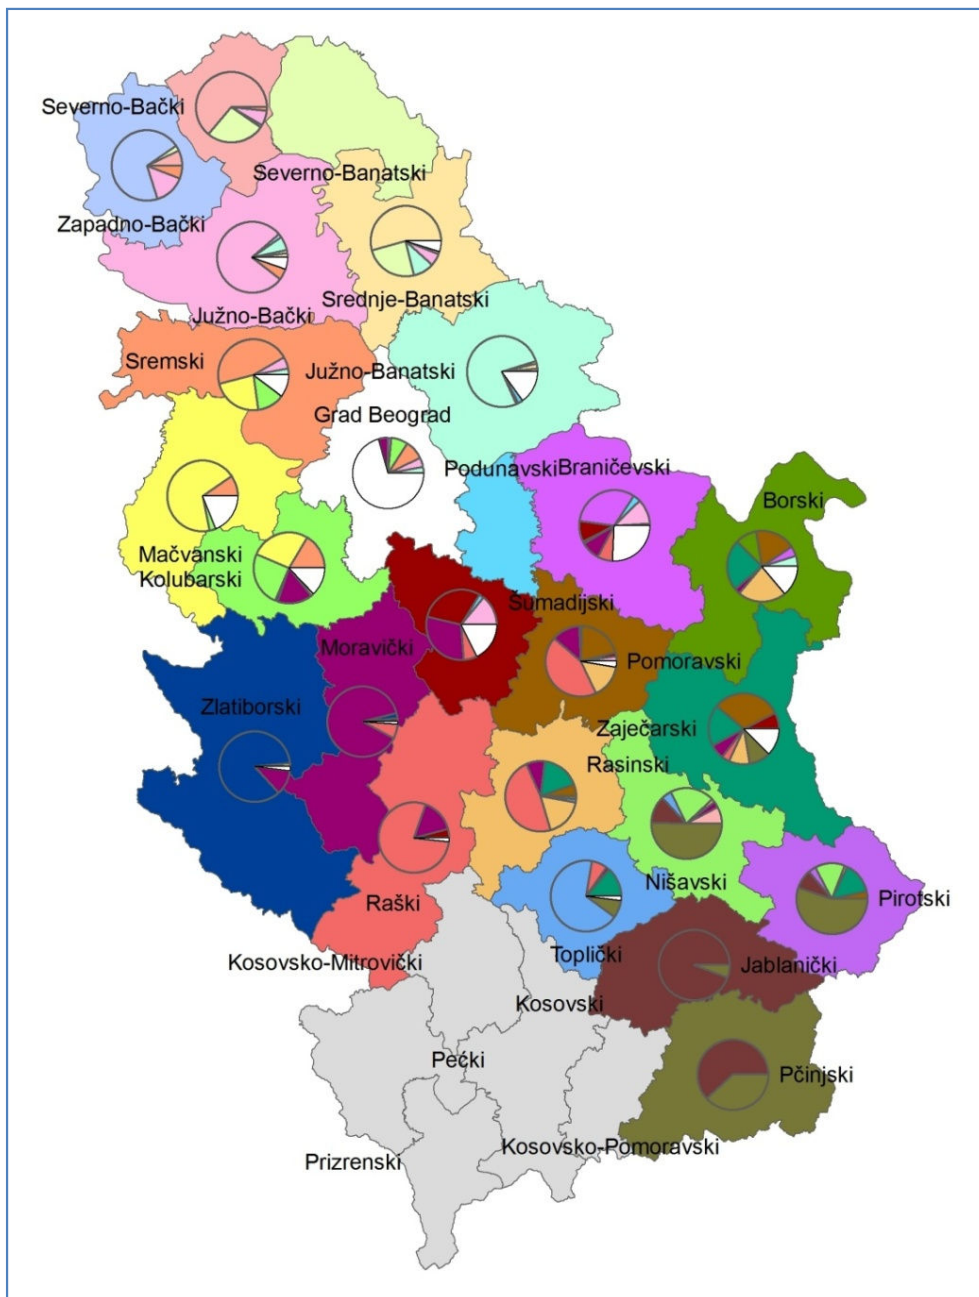 Severno-Bački
Severno-Banatski
Zapadno-Bački
Srednje-Banatski
Južno-Bački
Sremski
Južno-Banatski
Grad Beograd
Podunavski
Braničevski
Borski
Mačvanski
Kolubarski
Šumadijski
Moravički
Pomoravski
Zlatiborski
Zaječarski
Rasinski
Nišavski
Pirotski
Raški
Toplički
Kosovsko-Mitrovički
Jablanički
Kosovski
Pećki
Pčinjski
Kosovsko-Pomoravski
Prizrenski